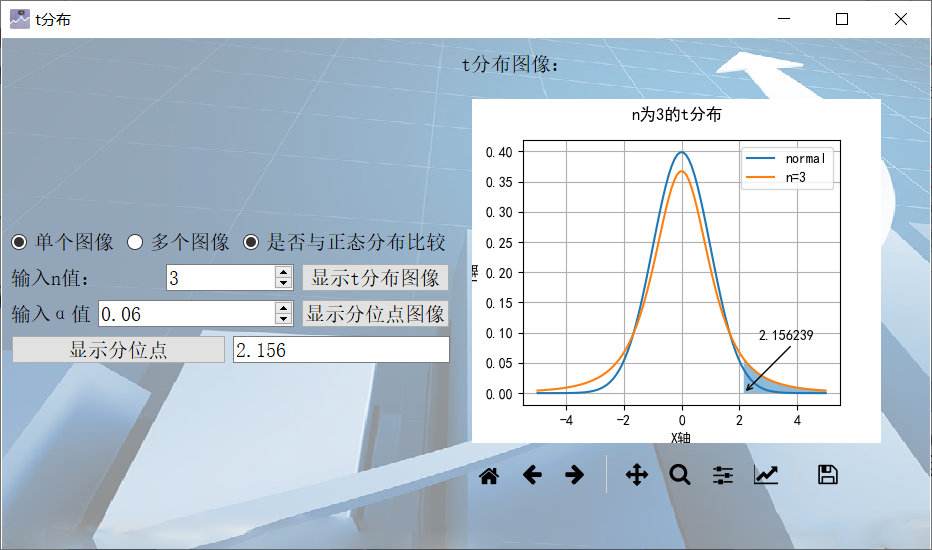 t分布
t分布图像：
单个图像 多个图像 是否与正态分布比较
输入n值： 3 显示t分布图像
输入α值 0.06 显示分位点图像
显示分位点 2.156
n为3的t分布
normal
n=3
0.40
0.35
0.30
0.25
0.20
0.15
0.10
0.05
0.00
2.156239
-4 -2 0 2 4
X轴